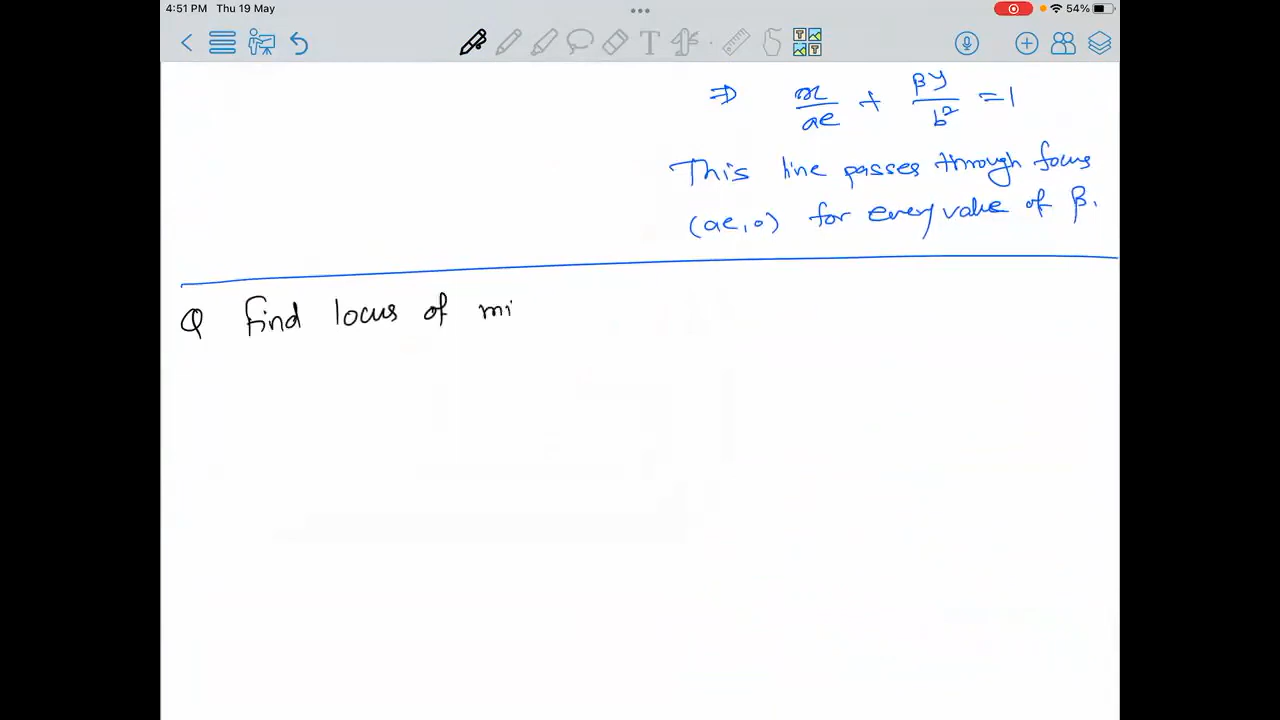 4:51 PM Thu 19 May
54%
⇒ x/ae + βy/b² = 1
This line passes through focus
(ae, 0) for every value of β.
Q find locus of mi